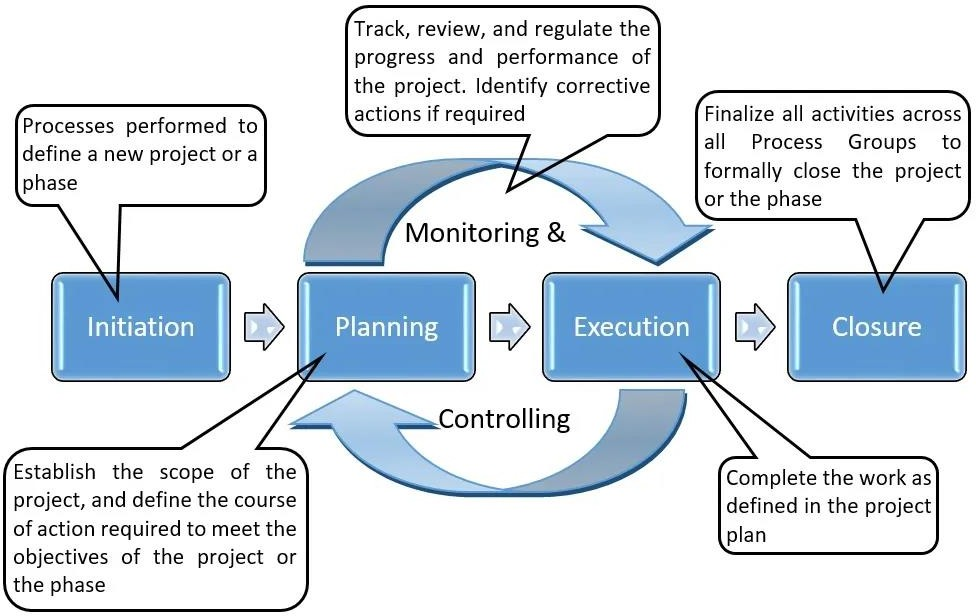 Track, review, and regulate the
progress and performance of
the project. Identify corrective
actions if required
Processes performed to
define a new project or a
phase
Finalize all activities across
all Process Groups to
formally close the project
or the phase
Monitoring &
Initiation
Planning
Execution
Closure
Controlling
Establish the scope of the
project, and define the course
of action required to meet the
objectives of the project or
the phase
Complete the work as
defined in the project
plan